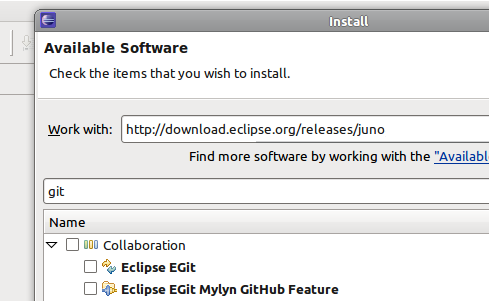 Install
Available Software
Check the items that you wish to install.
Work with: http://download.eclipse.org/releases/juno
Find more software by working with the "Availabl
git
Name
Collaboration
Eclipse EGit
Eclipse EGit Mylyn GitHub Feature